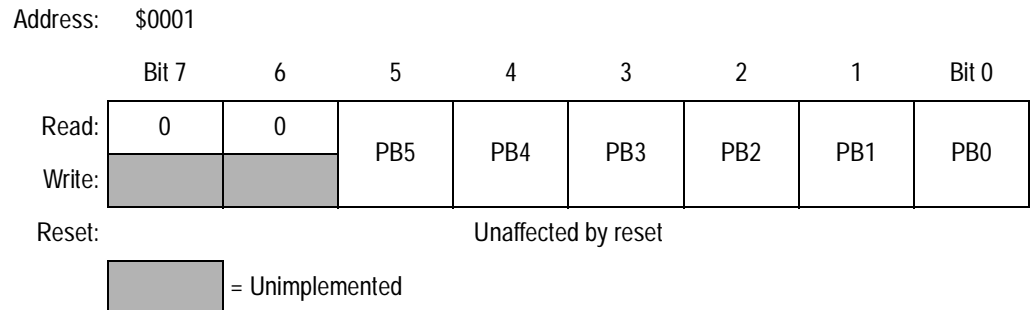 Address: $0001
Bit 7 6 5 4 3 2 1 Bit 0
Read: 0 0 PB5 PB4 PB3 PB2 PB1 PB0
Write:
Reset: Unaffected by reset
= Unimplemented